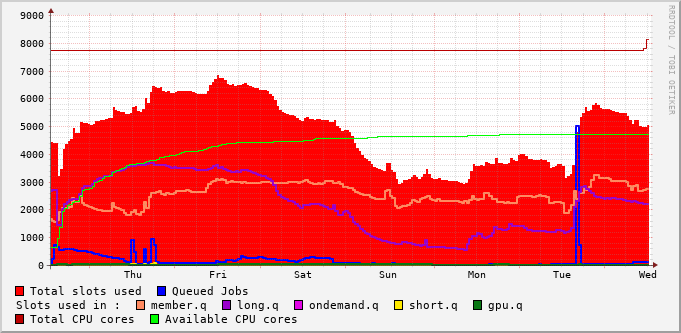 9000
8000
7000
6000
5000
4000
3000
2000
1000
0
Thu Fri Sat Sun Mon Tue Wed
RRDTOOL / TOBI OETIKER
Total slots used Queued Jobs
Slots used in : member.q long.q ondemand.q short.q gpu.q
Total CPU cores Available CPU cores